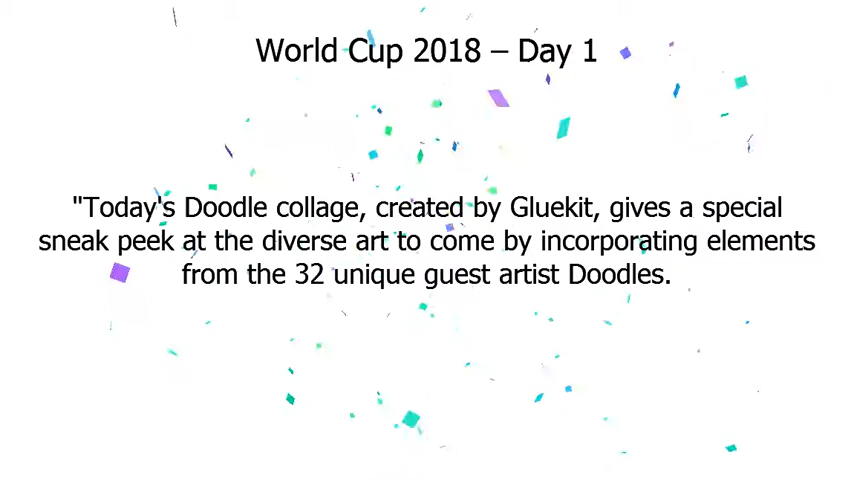 World Cup 2018 – Day 1
"Today's Doodle collage, created by Gluekit, gives a special
sneak peek at the diverse art to come by incorporating elements
from the 32 unique guest artist Doodles.